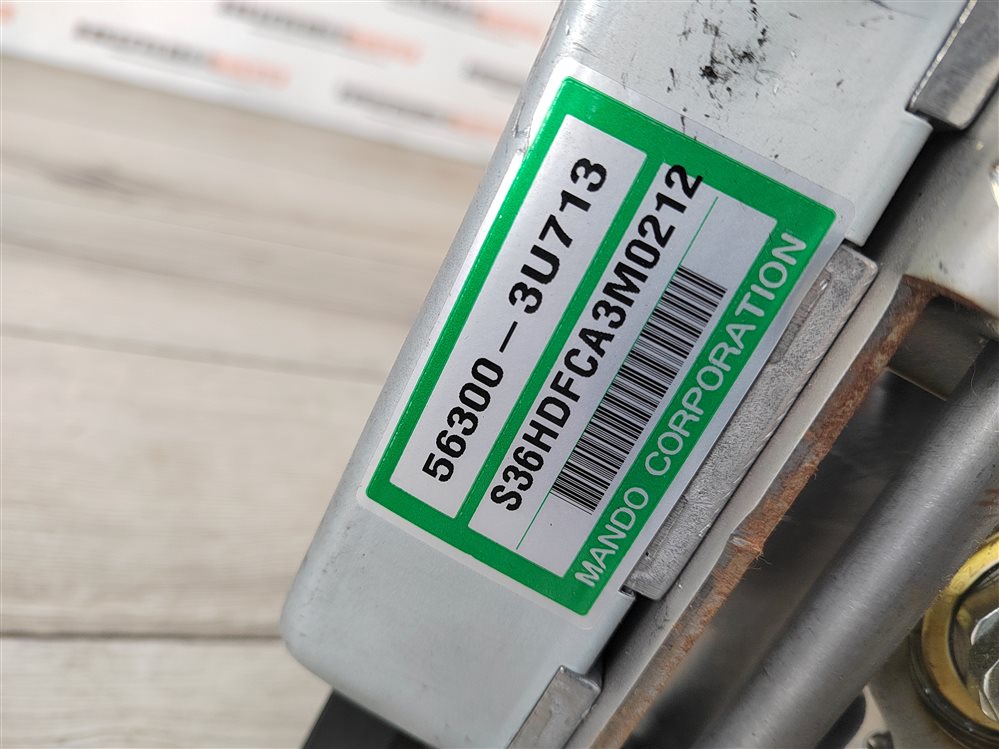 56300-3U713
S36HDFCA3M0212
MANDO CORPORATION